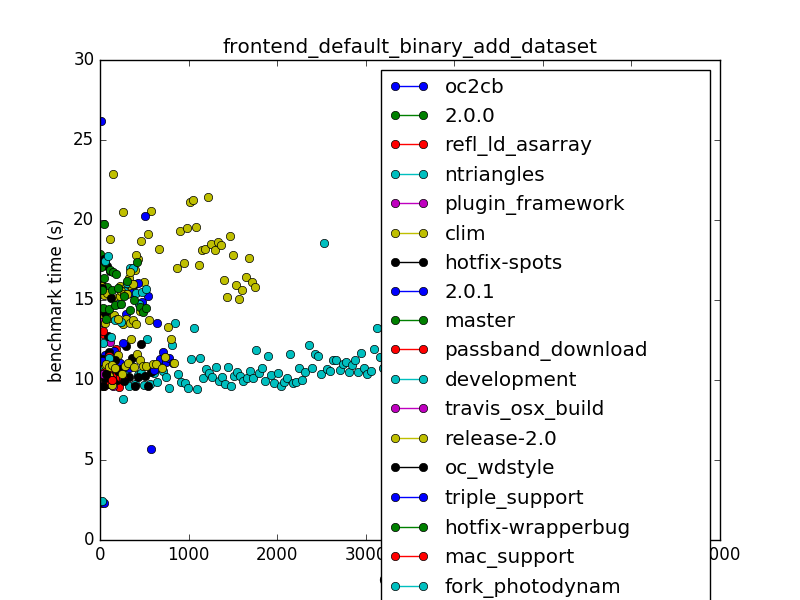 frontend_default_binary_add_dataset
30
25
20
15
10
5
0
benchmark time (s)
0 1000 2000 3000 000
oc2cb
2.0.0
refl_ld_asarray
ntriangles
plugin_framework
clim
hotfix-spots
2.0.1
master
passband_download
development
travis_osx_build
release-2.0
oc_wdstyle
triple_support
hotfix-wrapperbug
mac_support
fork_photodynam